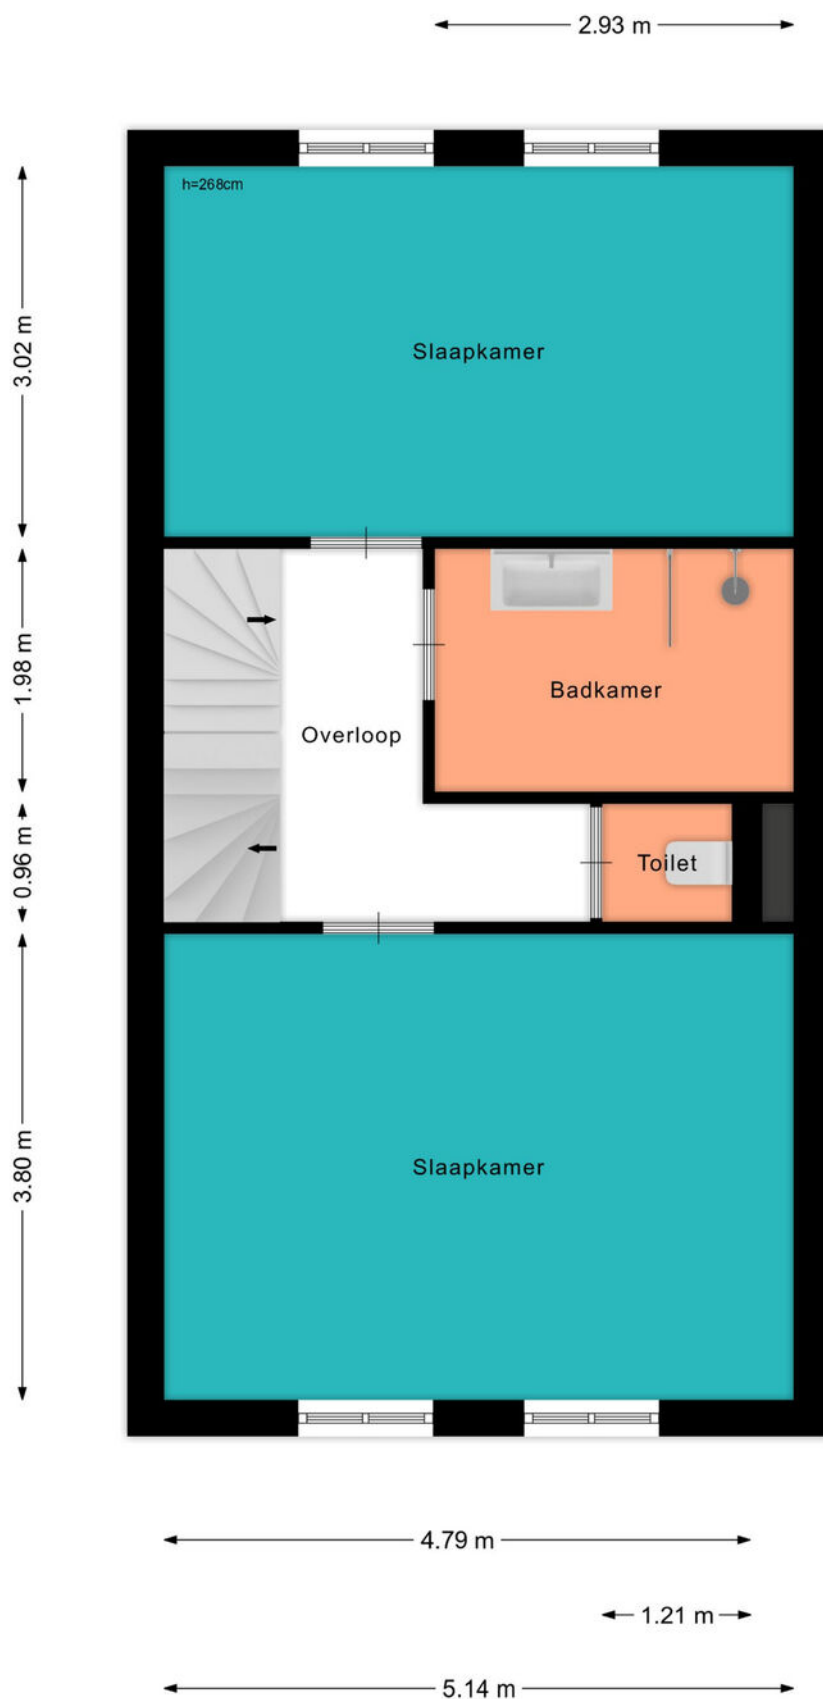 2.93 m
h=268cm
Slaapkamer
3.02 m
1.98 m
Badkamer
Overloop
0.96 m
Toilet
3.80 m
Slaapkamer
4.79 m
1.21 m
5.14 m